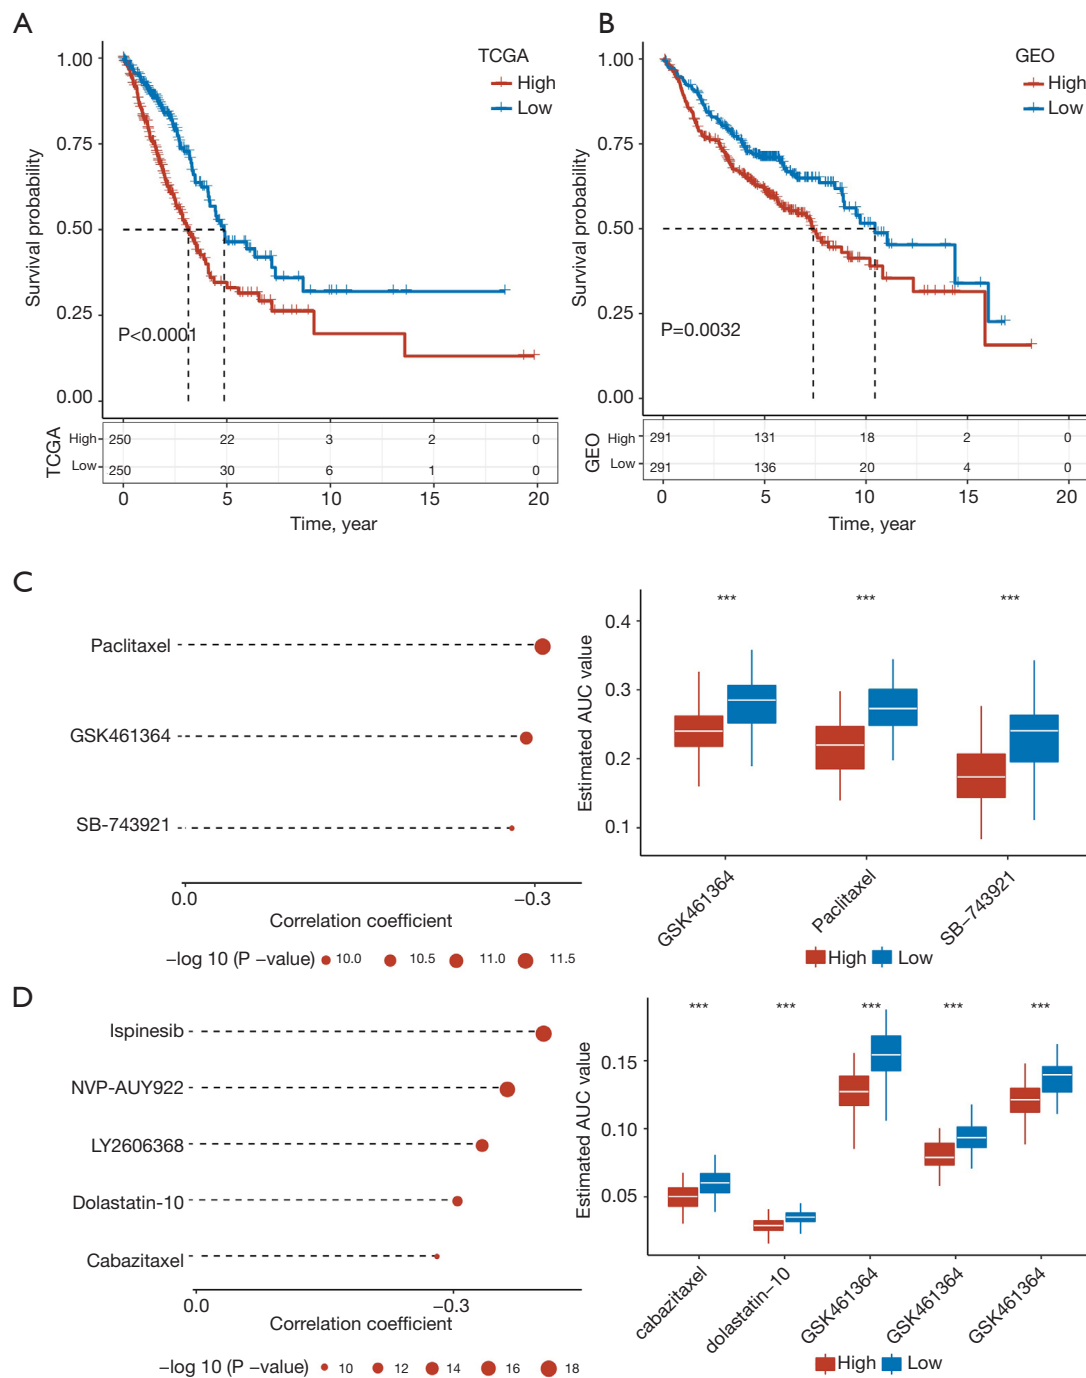 A
TCGA
High
Low
Survival probability
1.00
0.75
0.50
0.25
0.00
P<0.0001
TCGA
High 250 22 3 2 0
Low 250 30 6 1 0
0 5 10 15 20
Time, year
B
GEO
High
Low
Survival probability
1.00
0.75
0.50
0.25
0.00
P=0.0032
GEO
High 291 131 18 2 0
Low 291 136 20 4 0
0 5 10 15 20
Time, year
C
Paclitaxel
GSK461364
SB-743921
0.0 −0.3
Correlation coefficient
−log 10 (P −value) 10.0 10.5 11.0 11.5
Estimated AUC value
0.4
0.3
0.2
0.1
*** *** ***
GSK461364
Paclitaxel
SB−743921
High Low
D
Ispinesib
NVP-AUY922
LY2606368
Dolastatin-10
Cabazitaxel
0.0 −0.3
Correlation coefficient
−log 10 (P −value) 10 12 14 16 18
Estimated AUC value
0.15
0.10
0.05
*** *** *** *** ***
cabazitaxel
dolastatin−10
GSK461364
GSK461364
GSK461364
High Low